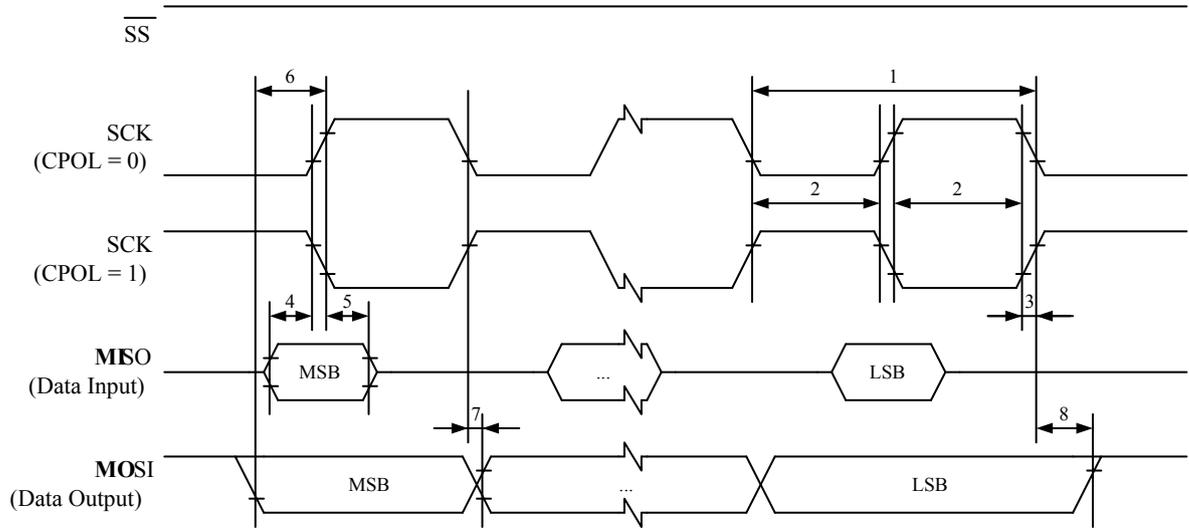 SS
6
1
SCK
(CPOL = 0)
2
2
SCK
(CPOL = 1)
4
5
3
MISO
(Data Input)
MSB
...
LSB
7
8
MOSI
(Data Output)
MSB
...
LSB